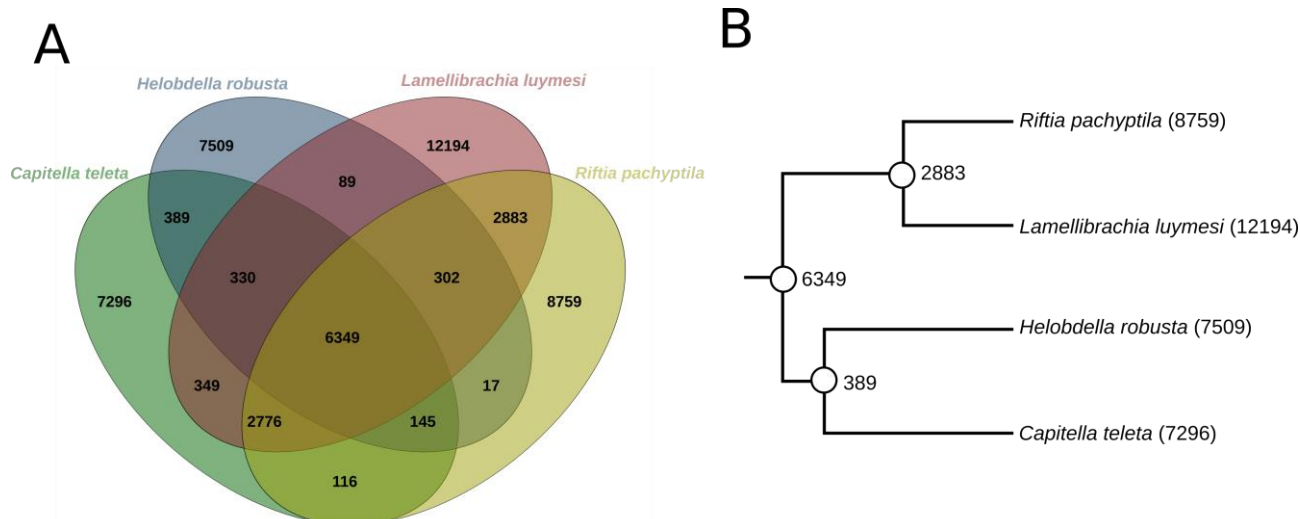 A
Helobdella robusta
Lamellibrachia luymesi
Capitella teleta
Riftia pachyptila
7509
12194
89
389
2883
330
302
7296
8759
6349
349
17
2776
145
116
B
Riftia pachyptila (8759)
2883
Lamellibrachia luymesi (12194)
6349
Helobdella robusta (7509)
389
Capitella teleta (7296)